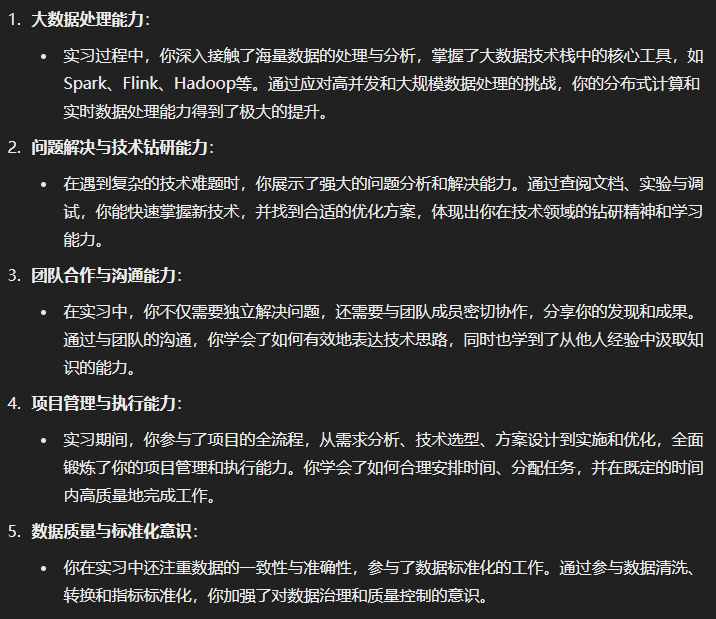 1. 大数据处理能力：
• 实习过程中，你深入接触了海量数据的处理与分析，掌握了大数据技术栈中的核心工具，如
Spark、Flink、Hadoop等。通过应对高并发和大规模数据处理的挑战，你的分布式计算和
实时数据处理能力得到了极大的提升。
2. 问题解决与技术钻研能力：
• 在遇到复杂的技术难题时，你展示了强大的问题分析和解决能力。通过查阅文档、实验与调
试，你能快速掌握新技术，并找到合适的优化方案，体现出你在技术领域的钻研精神和学习
能力。
3. 团队合作与沟通能力：
• 在实习中，你不仅需要独立解决问题，还需要与团队成员密切协作，分享你的发现和成果。
通过与团队的沟通，你学会了如何有效地表达技术思路，同时也学到了从他人经验中汲取知
识的能力。
4. 项目管理与执行能力：
• 实习期间，你参与了项目的全流程，从需求分析、技术选型、方案设计到实施和优化，全面
锻炼了你的项目管理和执行能力。你学会了如何合理安排时间、分配任务，并在既定的时间
内高质量地完成工作。
5. 数据质量与标准化意识：
• 你在实习中还注重数据的一致性与准确性，参与了数据标准化的工作。通过参与数据清洗、
转换和指标标准化，你加强了对数据治理和质量控制的意识。